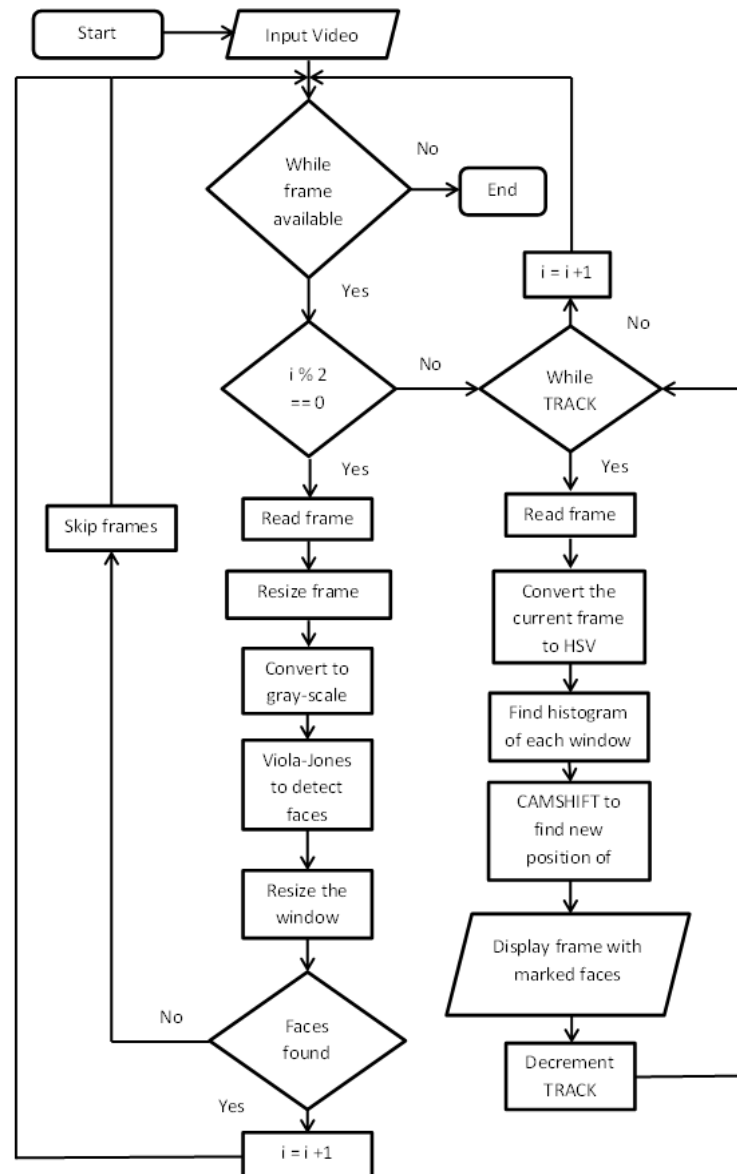 Start
Input Video
While
frame
available
No
End
Yes
i = i +1
No
i % 2
== 0
No
While
TRACK
Yes
Yes
Skip frames
Read frame
Read frame
Resize frame
Convert the
current frame
to HSV
Convert to
gray-scale
Find histogram
of each window
Viola-Jones
to detect
faces
CAMSHIFT to
find new
position of
Resize the
window
Display frame with
marked faces
No
Faces
found
Decrement
TRACK
Yes
i = i +1